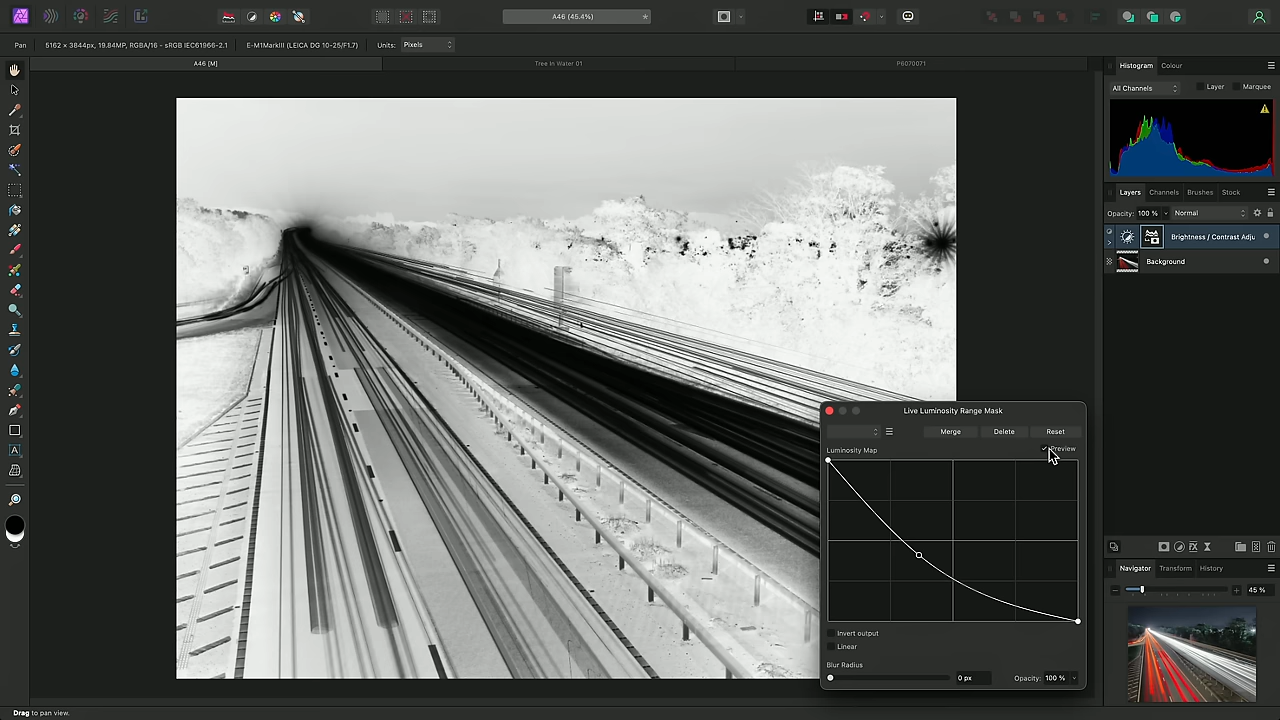 A46 (45.4%)
Pan
5162 × 3844px, 19.84MP, RGBA/16 - sRGB IEC61966-2.1
E-M1MarkIII (LEICA DG 10-25/F1.7)
Units:
Pixels
A46 [M]
Tree In Water 01
P6070071
Histogram
Colour
All Channels
Layer
Marquee
Layers
Channels
Brushes
Stock
Opacity:
100 %
Normal
Brightness / Contrast Adju
Background
Live Luminosity Range Mask
Merge
Delete
Reset
Luminosity Map
Preview
Invert output
Linear
Blur Radius
0 px
Opacity:
100 %
Navigator
Transform
History
45 %
Drag to pan view.